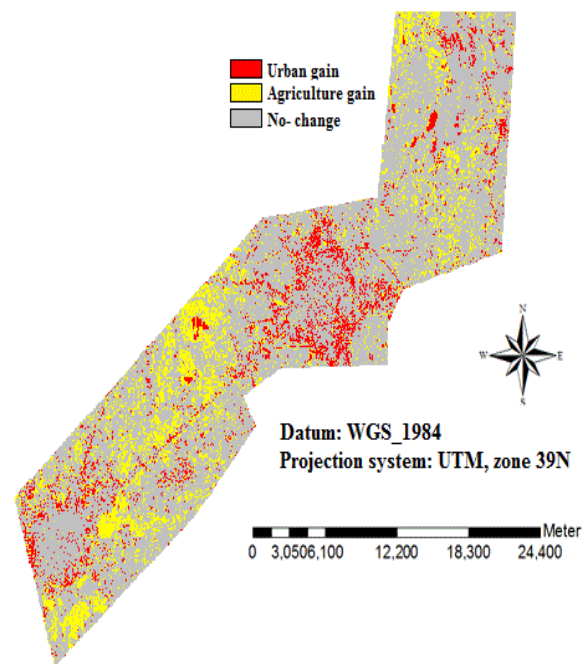 Urban gain
Agriculture gain
No- change
N
W E
S
Datum: WGS_1984
Projection system: UTM, zone 39N
Meter
0 3,0506,100 12,200 18,300 24,400